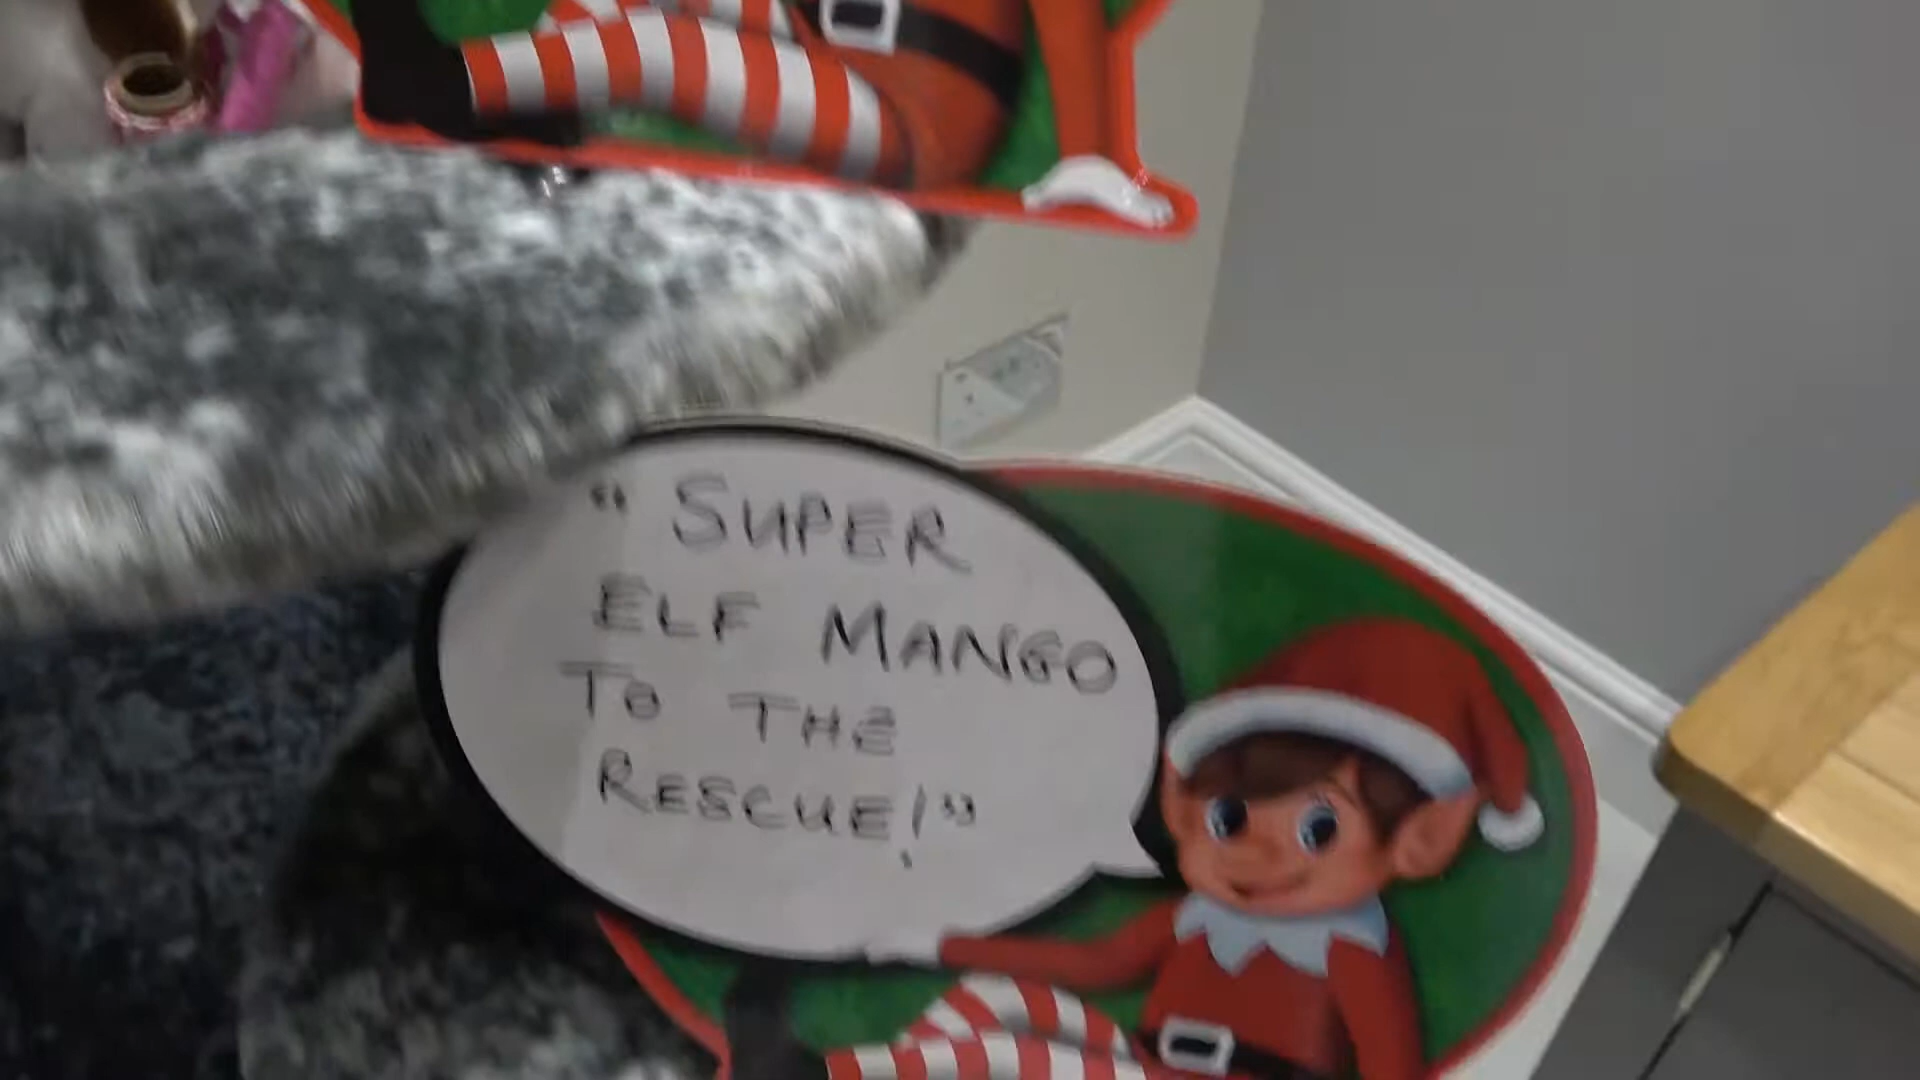 “SUPER
ELF MANGO
TO THE
RESCUE!”